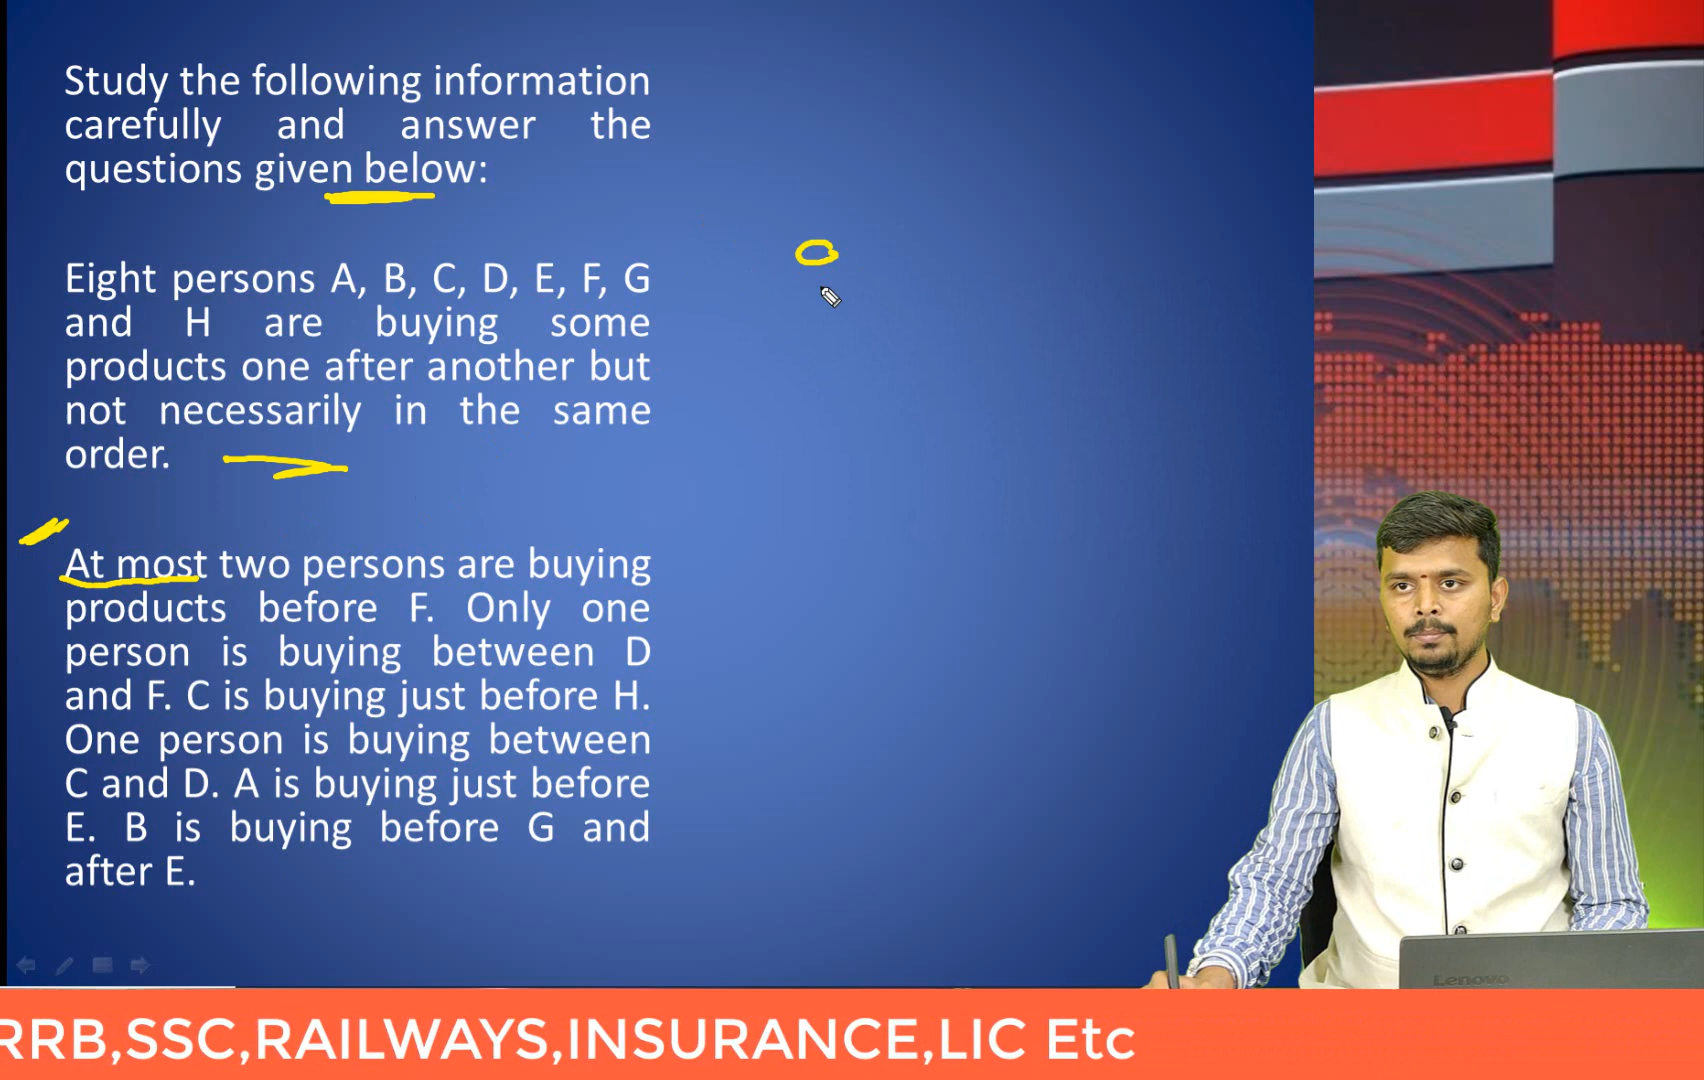 Study the following information
carefully and answer the
questions given below:
Eight persons A, B, C, D, E, F, G
and H are buying some
products one after another but
not necessarily in the same
order.
At most two persons are buying
products before F. Only one
person is buying between D
and F. C is buying just before H.
One person is buying between
C and D. A is buying just before
E. B is buying before G and
after E.
Lenovo
RRB,SSC,RAILWAYS,INSURANCE,LIC Etc